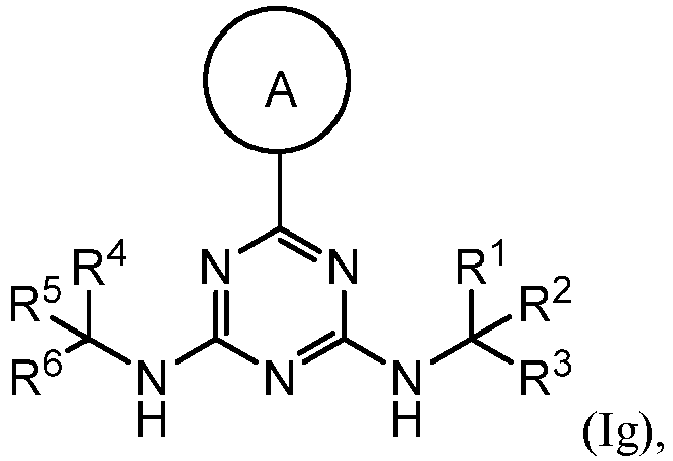 A
N N
R⁴ R¹
R⁵ R²
R⁶ N N N R³
H H
(Ig),